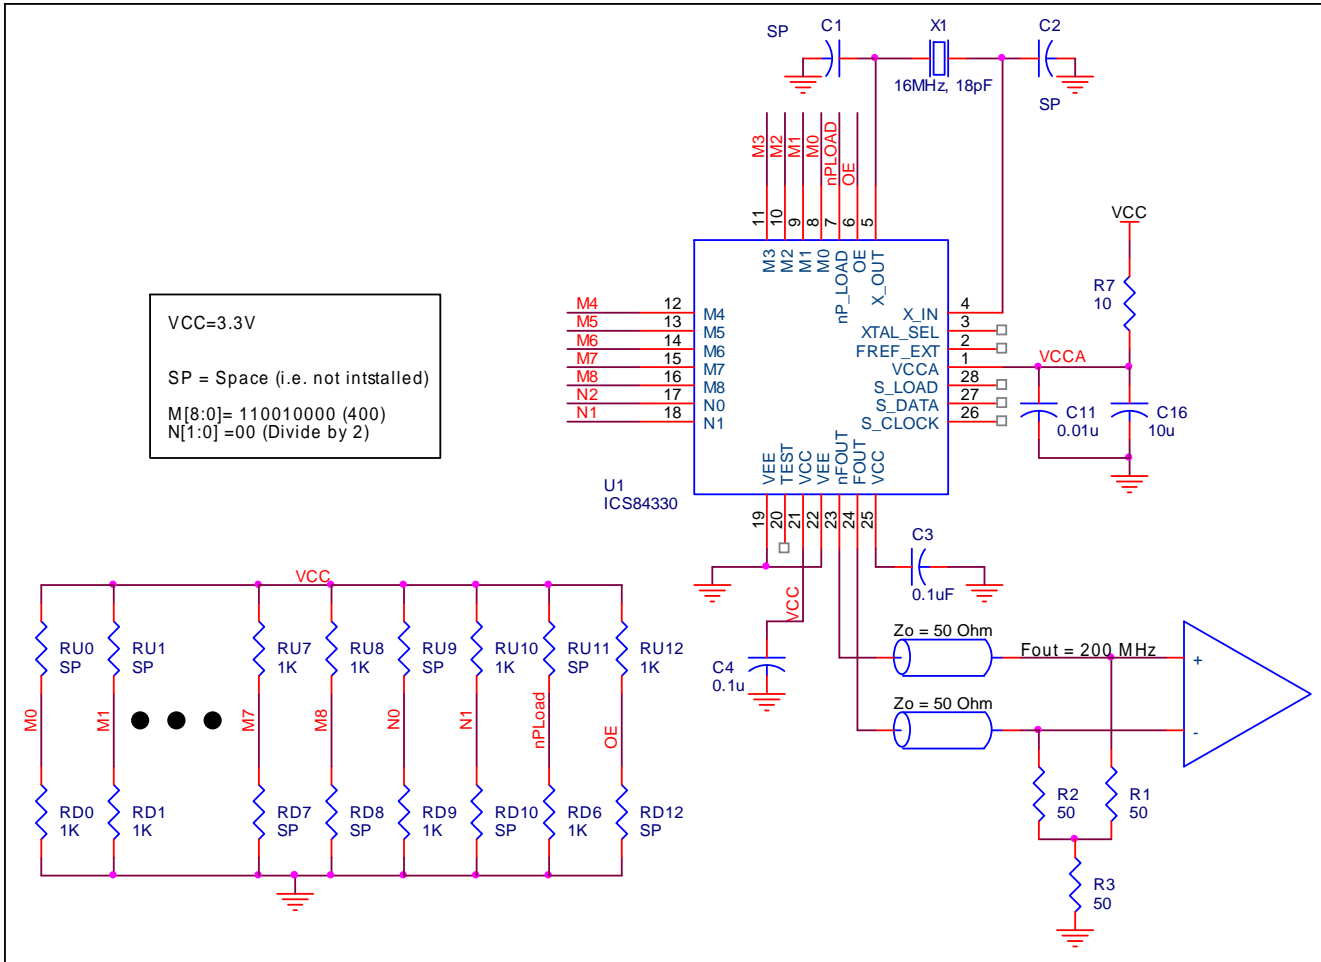 SP
C1
X1
C2
16MHz, 18pF
SP
M3
M2
M1
M0
nPLOAD
OE
11
10
9
8
7
6
5
VCC
M3
M2
M1
M0
nP_LOAD
OE
X_OUT
R7
10
M4 12 M4
M5 13 M5
M6 14 M6
M7 15 M7
M8 16 M8
N2 17 N0
N1 18 N1
X_IN 4
XTAL_SEL 3
FREF_EXT 2
VCCA 1 VCCA
S_LOAD 28
S_DATA 27
S_CLOCK 26
C11
0.01u
C16
10u
VCC=3.3V
SP = Space (i.e. not intstalled)
M[8:0]= 110010000 (400)
N[1:0] =00 (Divide by 2)
VEE
TEST
VCC
VEE
nFOUT
FOUT
VCC
U1
ICS84330
19
20
21
22
23
24
25
C3
0.1uF
VCC
C4
0.1u
Zo = 50 Ohm
Fout = 200 MHz
Zo = 50 Ohm
+
-
R2
50
R1
50
R3
50
VCC
RU0
SP
RU1
SP
RU7
1K
RU8
1K
RU9
SP
RU10
1K
RU11
SP
RU12
1K
M0
M1
M7
M8
N0
N1
nPLoad
OE
RD0
1K
RD1
1K
RD7
SP
RD8
SP
RD9
1K
RD10
SP
RD6
1K
RD12
SP